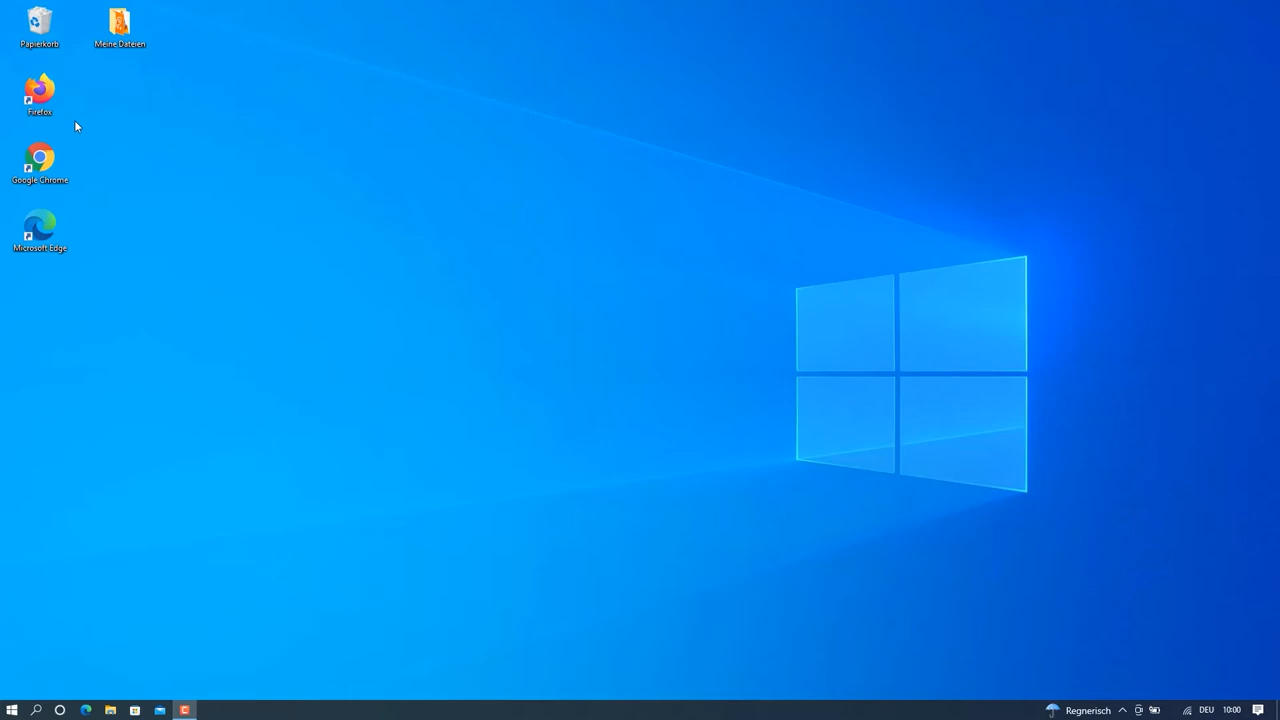 Papierkorb
Meine Dateien
Firefox
Google Chrome
Microsoft Edge
Regnerisch
DEU
10:00